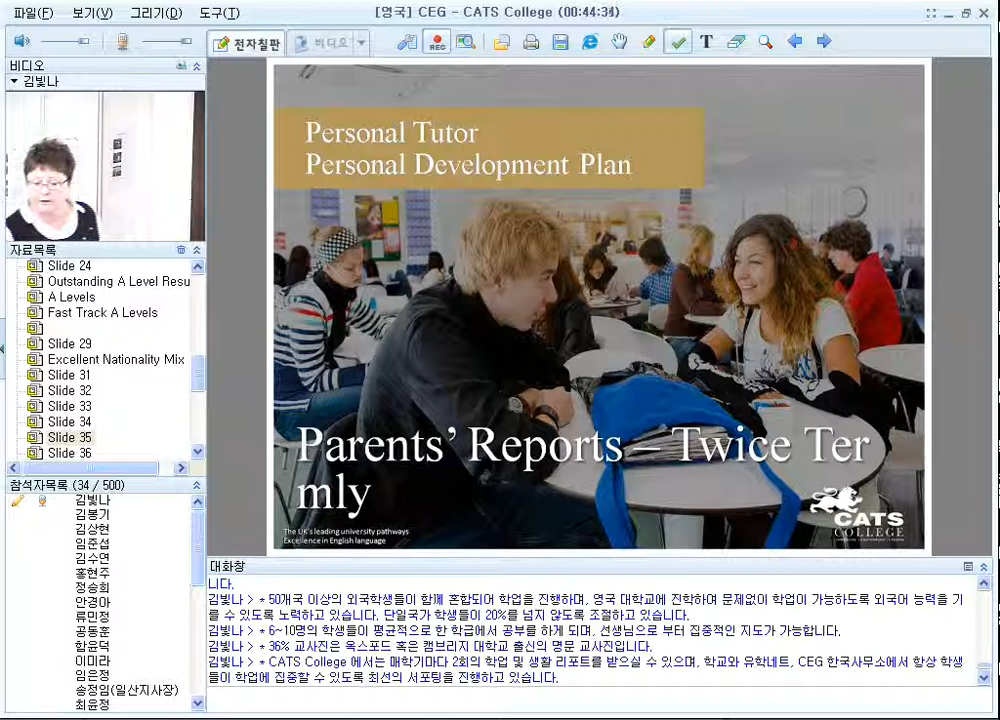 파일(F) 보기(V) 그리기(D) 도구(T)
[영국] CEG - CATS College (00:44:34)
전자칠판
비디오
REC
T
비디오
김빛나
자료목록
Slide 24
Outstanding A Level Resu
A Levels
Fast Track A Levels
Slide 29
Excellent Nationality Mix
Slide 31
Slide 32
Slide 33
Slide 34
Slide 35
Slide 36
참석자목록 (34 / 500)
김빛나
김봉기
김상현
임준섭
김수연
홍현주
정승희
안경아
류민정
공동훈
함윤덕
이미라
임은정
송정임(일산지사장)
최윤정
Personal Tutor
Personal Development Plan
Parents' Reports – Twice Ter
mly
The UK's leading university pathways
Excellence in English language
CATS
COLLEGE
대화창
니다.
김빛나 > * 50개국 이상의 외국학생들이 함께 혼합되어 학업을 진행하며, 영국 대학교에 진학하며 문제없이 학업이 가능하도록 외국어 능력을 기
를 수 있도록 노력하고 있습니다. 단일국가 학생들이 20%를 넘지 않도록 조절하고 있습니다.
김빛나 > * 6~10명의 학생들이 평균적으로 한 학급에서 공부를 하게 되며, 선생님으로 부터 집중적인 지도가 가능합니다.
김빛나 > * 36% 교사진은 옥스포드 혹은 캠브리지 대학교 출신의 명문 교사진입니다.
김빛나 > * CATS College 에서는 매학기마다 2회의 학업 및 생활 리포트를 받으실 수 있으며, 학교와 유학네트, CEG 한국사무소에서 항상 학생
들이 학업에 집중할 수 있도록 최선의 서포팅을 진행하고 있습니다.